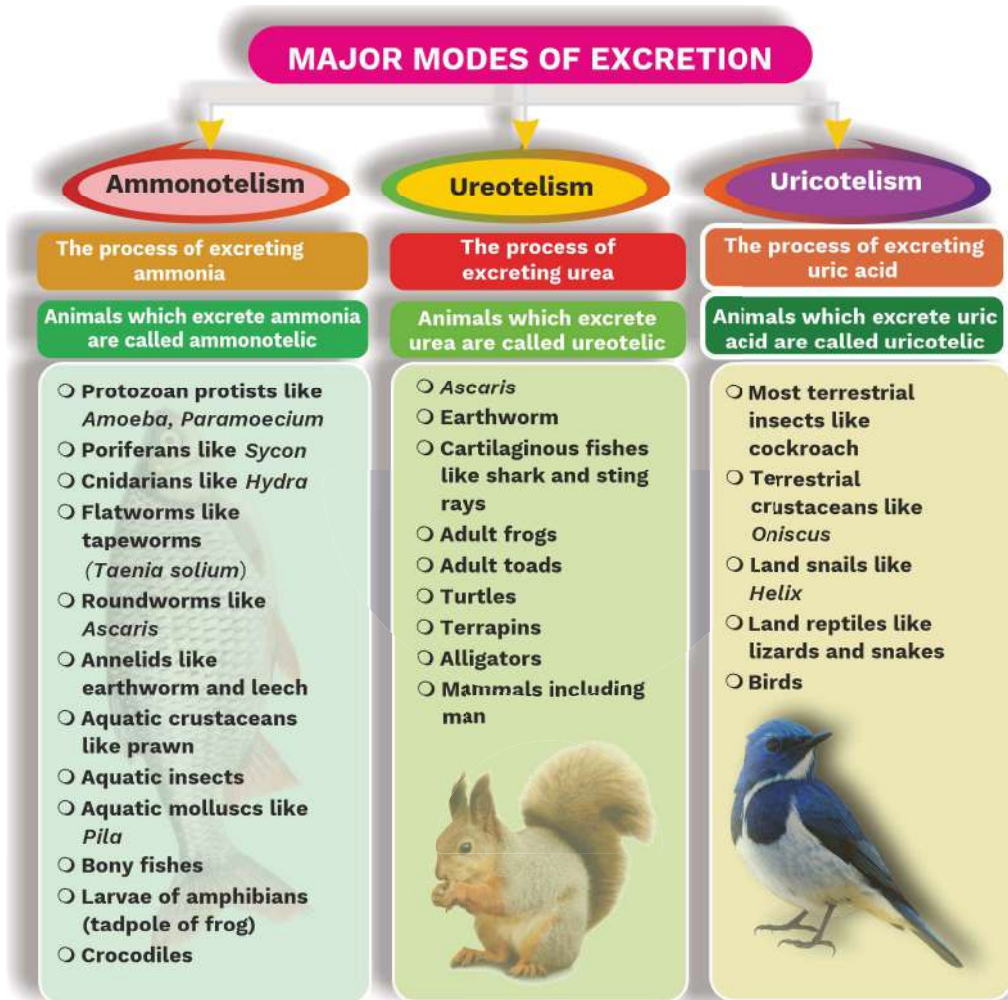 MAJOR MODES OF EXCRETION
Ammonotelism
The process of excreting
ammonia
Animals which excrete ammonia
are called ammonotelic
Protozoan protists like
Amoeba, Paramoecium
Poriferans like Sycon
Cnidarians like Hydra
Flatworms like
tapeworms
(Taenia solium)
Roundworms like
Ascaris
Annelids like
earthworm and leech
Aquatic crustaceans
like prawn
Aquatic insects
Aquatic molluscs like
Pila
Bony fishes
Larvae of amphibians
(tadpole of frog)
Crocodiles
Ureotelism
The process of
excreting urea
Animals which excrete
urea are called ureotelic
Ascaris
Earthworm
Cartilaginous fishes
like shark and sting
rays
Adult frogs
Adult toads
Turtles
Terrapins
Alligators
Mammals including
man
Uricotelism
The process of excreting
uric acid
Animals which excrete uric
acid are called uricotelic
Most terrestrial
insects like
cockroach
Terrestrial
crustaceans like
Oniscus
Land snails like
Helix
Land reptiles like
lizards and snakes
Birds